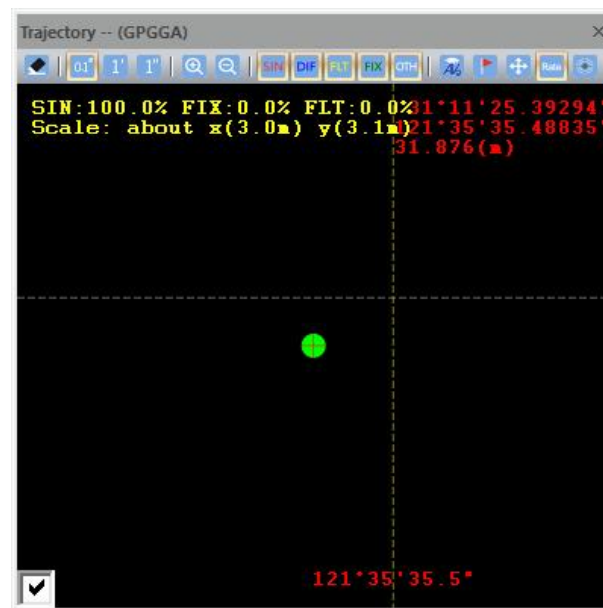 Trajectory -- (GPGGA)
0.1" 1' 1" SIN DIF FLT FIX OTH Rate
SIN:100.0% FIX:0.0% FLT:0.0%
31°11'25.39294"
Scale: about x(3.0m) y(3.1m)
121°35'35.48835"
31.876(m)
121°35'35.5"